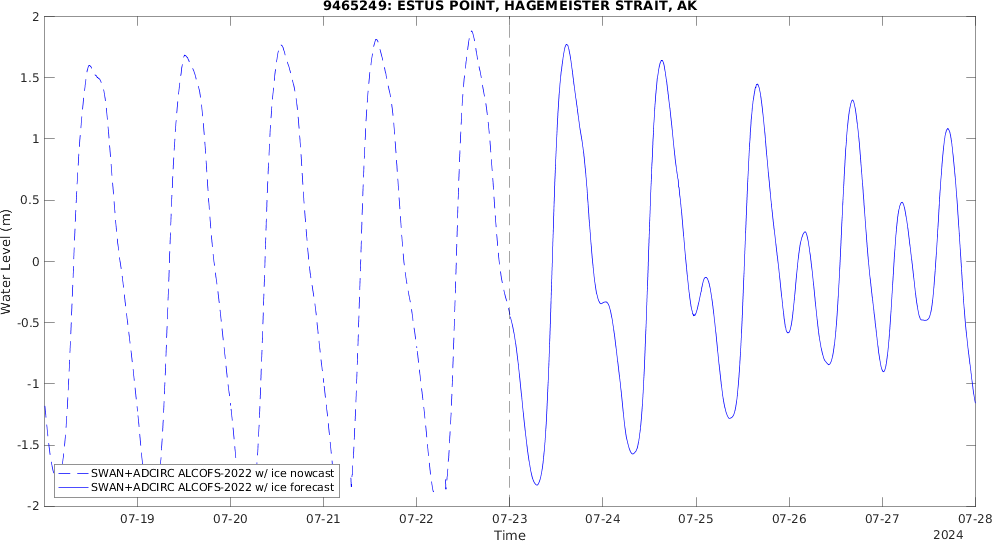 9465249: ESTUS POINT, HAGEMEISTER STRAIT, AK
2
1.5
1
0.5
0
-0.5
-1
-1.5
-2
Water Level (m)
SWAN+ADCIRC ALCOFS-2022 w/ ice nowcast
SWAN+ADCIRC ALCOFS-2022 w/ ice forecast
07-19 07-20 07-21 07-22 07-23 07-24 07-25 07-26 07-27 07-28
Time
2024